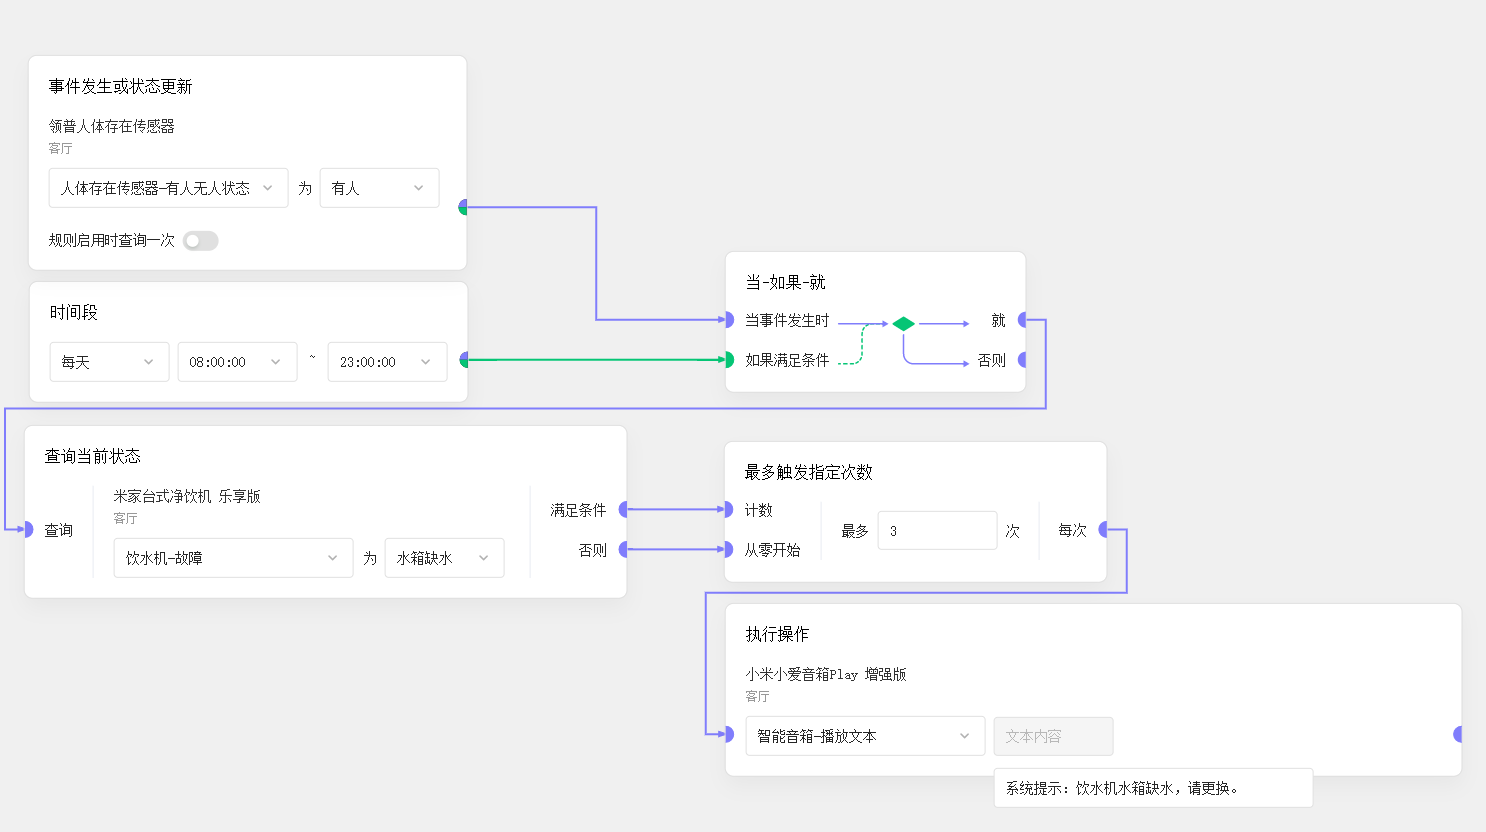 事件发生或状态更新
领普人体存在传感器
客厅
人体存在传感器-有人无人状态 为 有人
规则启用时查询一次
时间段
每天 08:00:00 ~ 23:00:00
当-如果-就
当事件发生时 就
如果满足条件 否则
查询当前状态
米家台式净饮机 乐享版
客厅
查询
饮水机-故障 为 水箱缺水
满足条件
否则
最多触发指定次数
计数
从零开始
最多 3 次
每次
执行操作
小米小爱音箱Play 增强版
客厅
智能音箱-播放文本 文本内容
系统提示：饮水机水箱缺水，请更换。